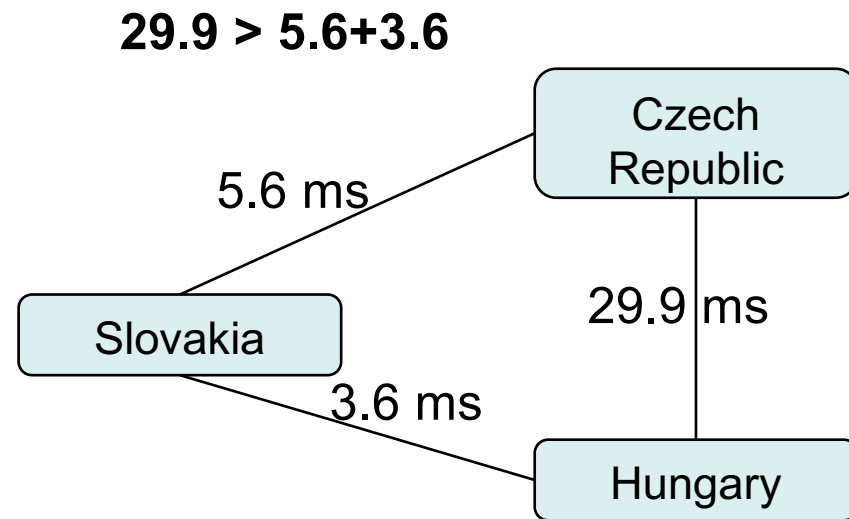 29.9 > 5.6+3.6
Czech
Republic
5.6 ms
29.9 ms
Slovakia
3.6 ms
Hungary